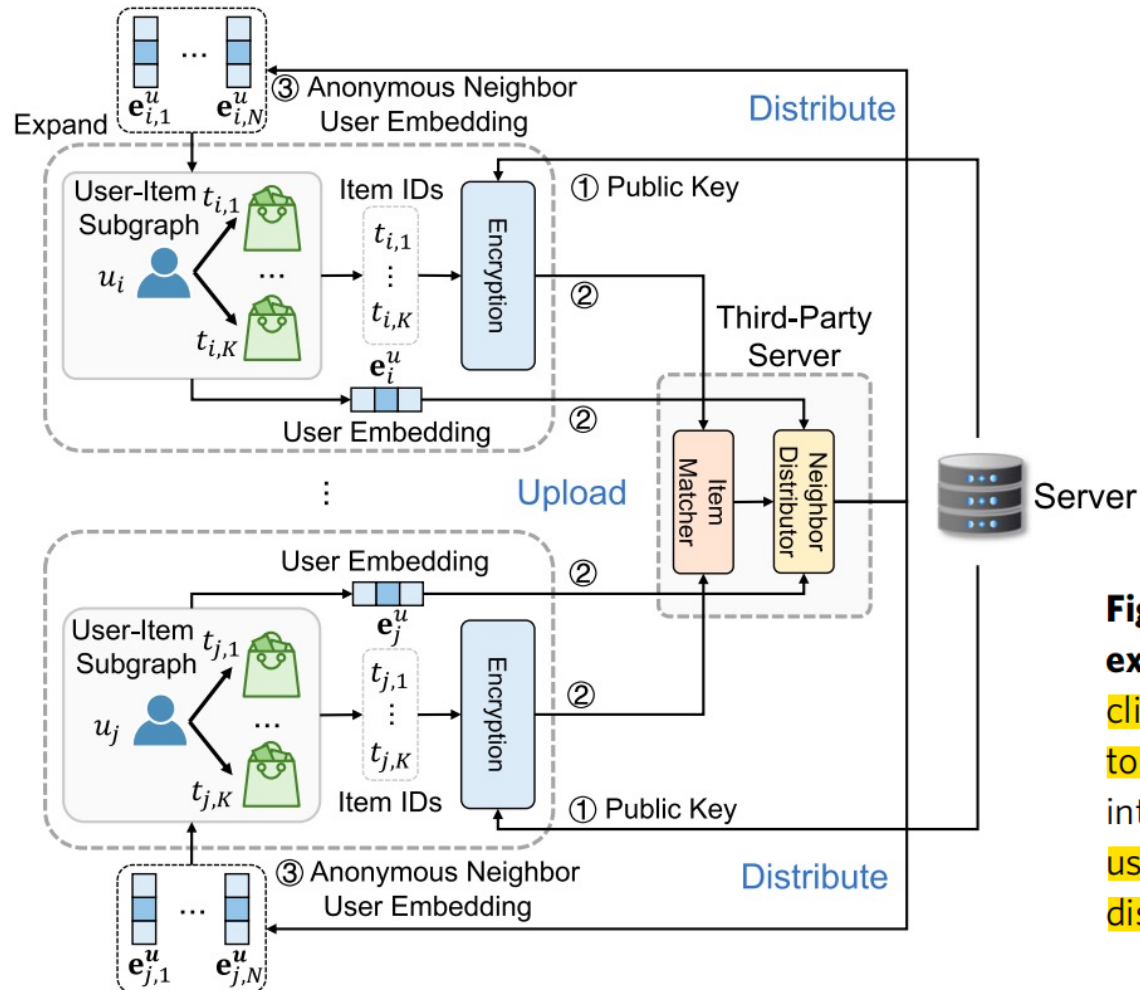 e^u_{i,1} ... e^u_{i,N}
③ Anonymous Neighbor
User Embedding
Distribute
Expand
① Public Key
User-Item
Subgraph
t_{i,1}
u_i
...
t_{i,K}
Item IDs
t_{i,1}
⋮
t_{i,K}
Encryption
②
e^u_i
User Embedding
②
Third-Party
Server
Item
Matcher
Neighbor
Distributor
Server
⋮
Upload
User Embedding
e^u_j
②
User-Item
Subgraph
t_{j,1}
u_j
...
t_{j,K}
t_{j,1}
⋮
t_{j,K}
Item IDs
Encryption
②
① Public Key
③ Anonymous Neighbor
User Embedding
Distribute
e^u_{j,1} ... e^u_{j,N}
Fig
ex
cli
to
int
us
dis